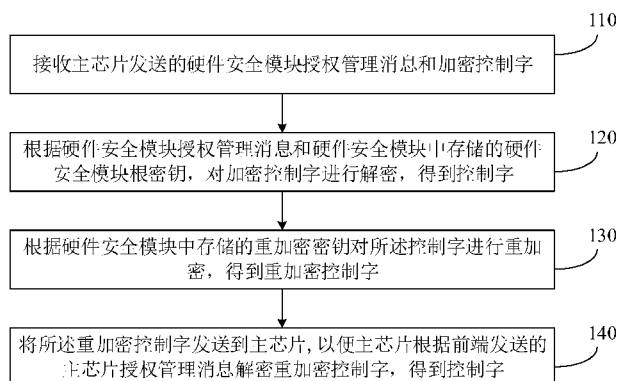 110
接收主芯片发送的硬件安全模块授权管理消息和加密控制字
120
根据硬件安全模块授权管理消息和硬件安全模块中存储的硬件
安全模块根密钥，对加密控制字进行解密，得到控制字
130
根据硬件安全模块中存储的重加密密钥对所述控制字进行重加
密，得到重加密控制字
140
将所述重加密控制字发送到主芯片，以便主芯片根据前端发送的
主芯片授权管理消息解密重加密控制字，得到控制字